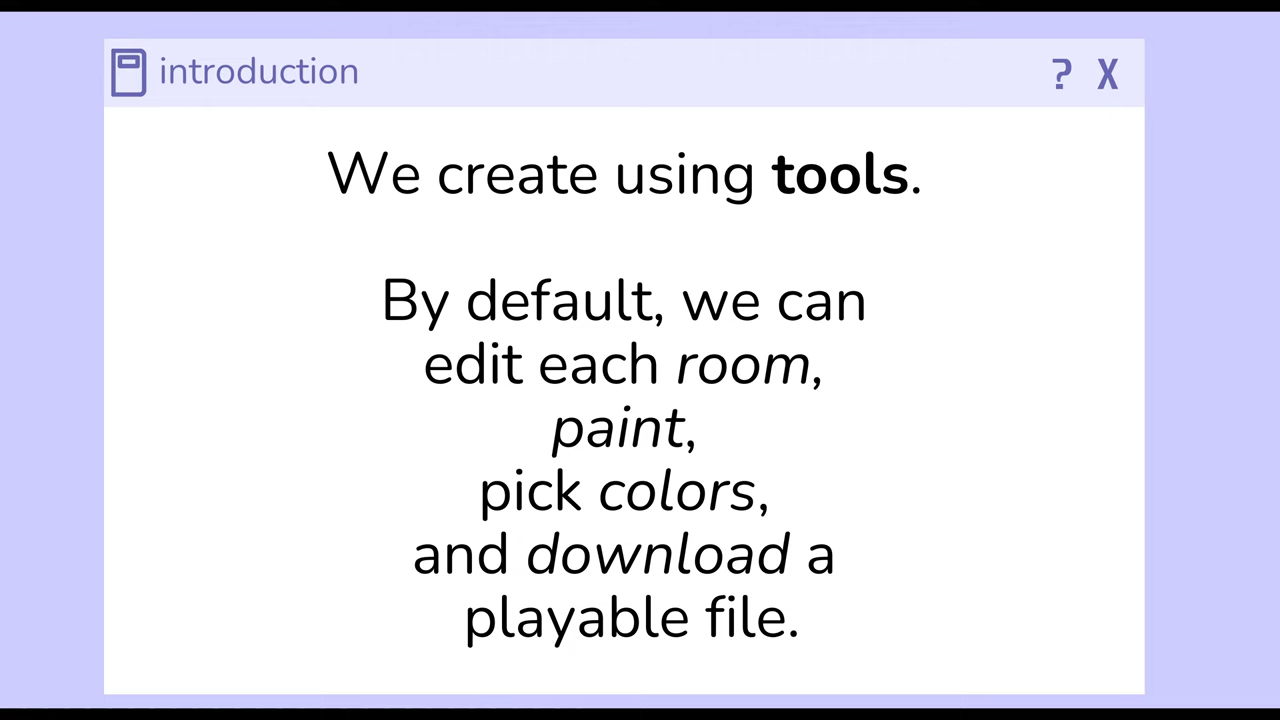 introduction
? X
We create using tools.
By default, we can
edit each room,
paint,
pick colors,
and download a
playable file.